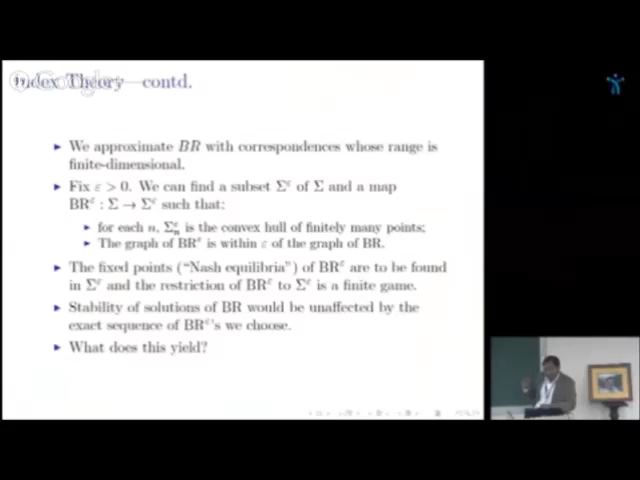 Index Theory contd.
Google+
▶ We approximate BR with correspondences whose range is
finite-dimensional.
▶ Fix ε > 0. We can find a subset Σ^ε of Σ and a map
BR^ε : Σ → Σ^ε such that:
▶ for each n, Σ^ε_n is the convex hull of finitely many points;
▶ The graph of BR^ε is within ε of the graph of BR.
▶ The fixed points ("Nash equilibria") of BR^ε are to be found
in Σ^ε and the restriction of BR^ε to Σ^ε is a finite game.
▶ Stability of solutions of BR would be unaffected by the
exact sequence of BR^ε's we choose.
▶ What does this yield?